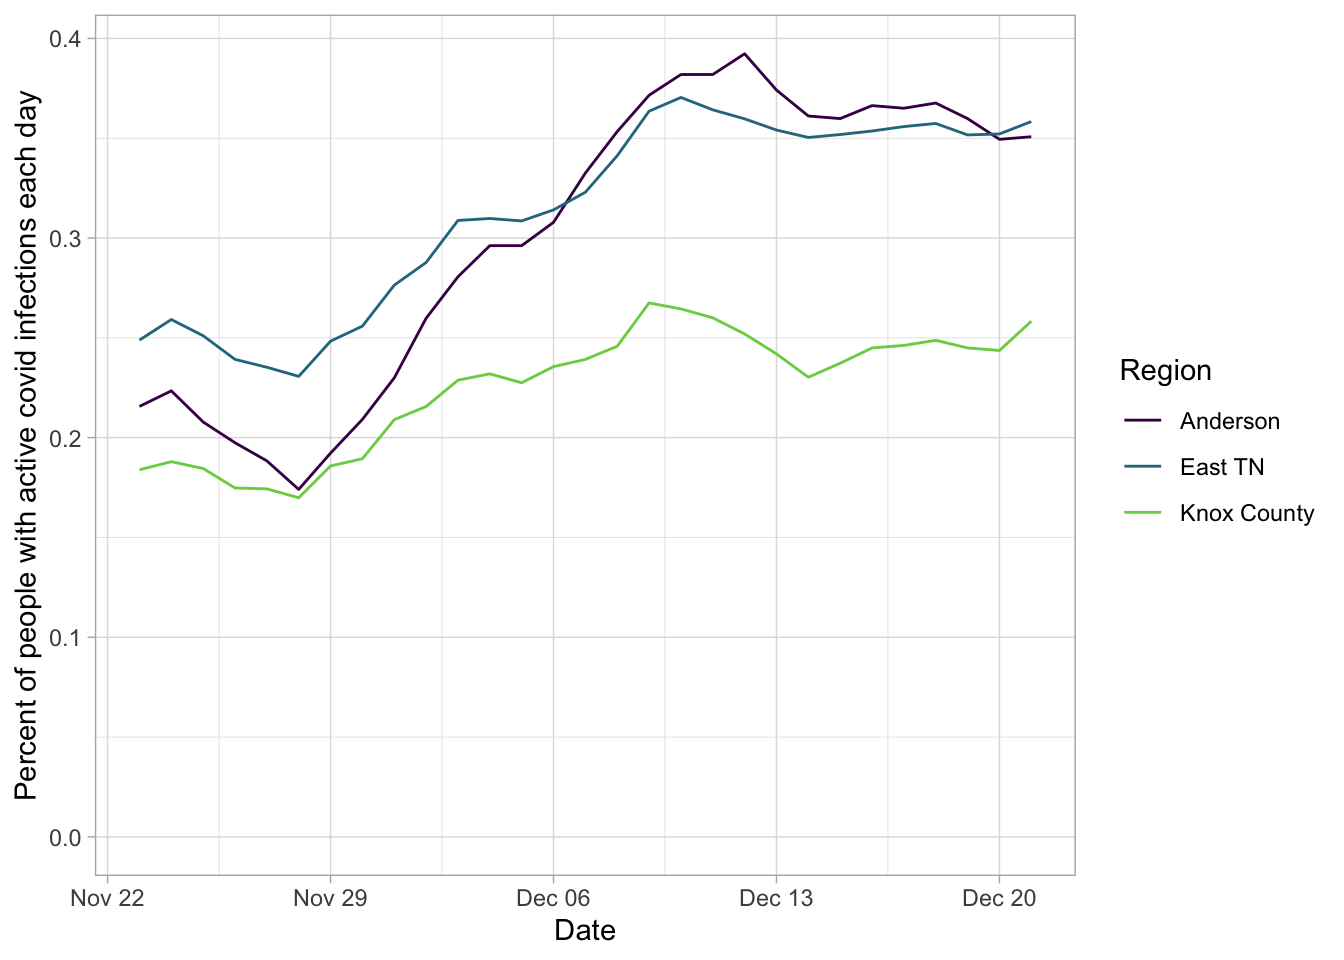 Percent of people with active covid infections each day
0.4
0.3
0.2
0.1
0.0
Nov 22
Nov 29
Dec 06
Dec 13
Dec 20
Date
Region
Anderson
East TN
Knox County